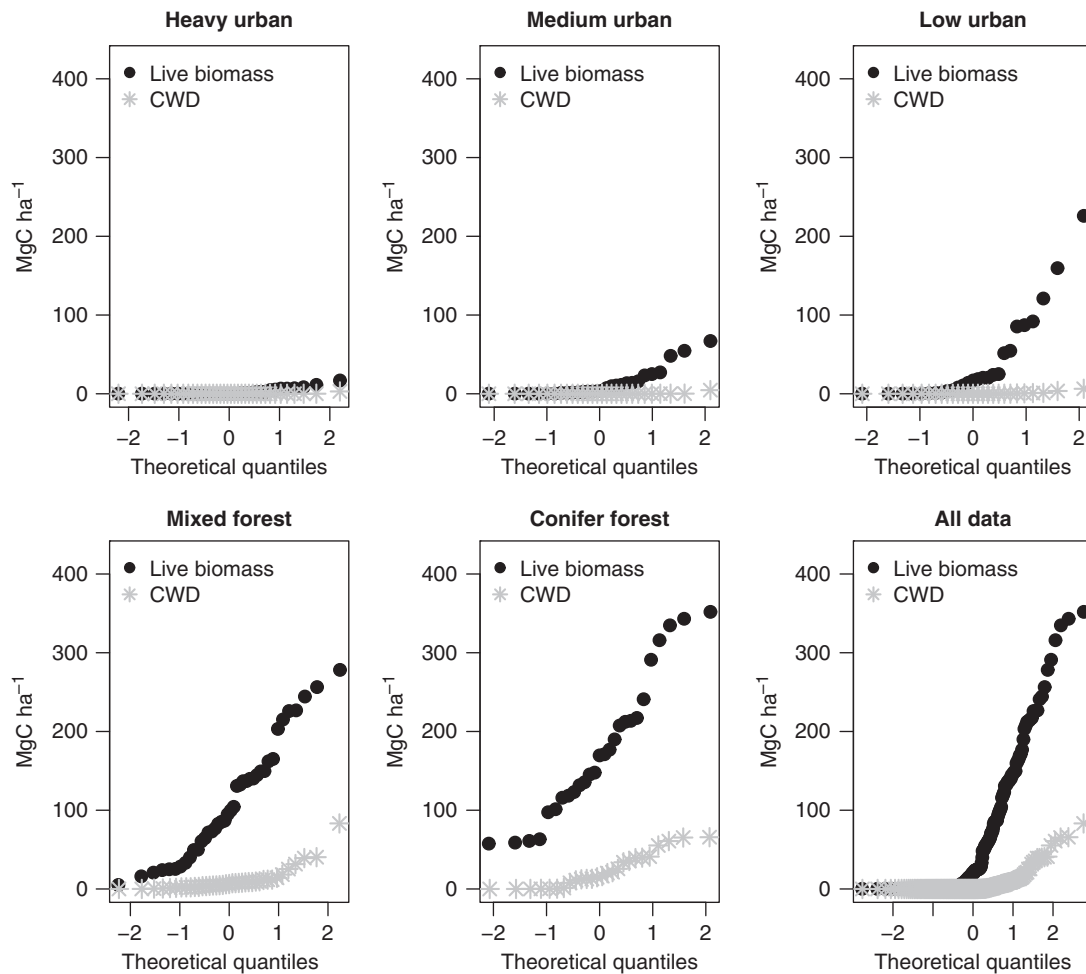 Heavy urban
Live biomass
CWD
400
300
200
100
0
MgC ha⁻¹
−2 −1 0 1 2
Theoretical quantiles
Medium urban
Live biomass
CWD
400
300
200
100
0
MgC ha⁻¹
−2 −1 0 1 2
Theoretical quantiles
Low urban
Live biomass
CWD
400
300
200
100
0
MgC ha⁻¹
−2 −1 0 1 2
Theoretical quantiles
Mixed forest
Live biomass
CWD
400
300
200
100
0
MgC ha⁻¹
−2 −1 0 1 2
Theoretical quantiles
Conifer forest
Live biomass
CWD
400
300
200
100
0
MgC ha⁻¹
−2 −1 0 1 2
Theoretical quantiles
All data
Live biomass
CWD
400
300
200
100
0
MgC ha⁻¹
−2 0 1 2
Theoretical quantiles